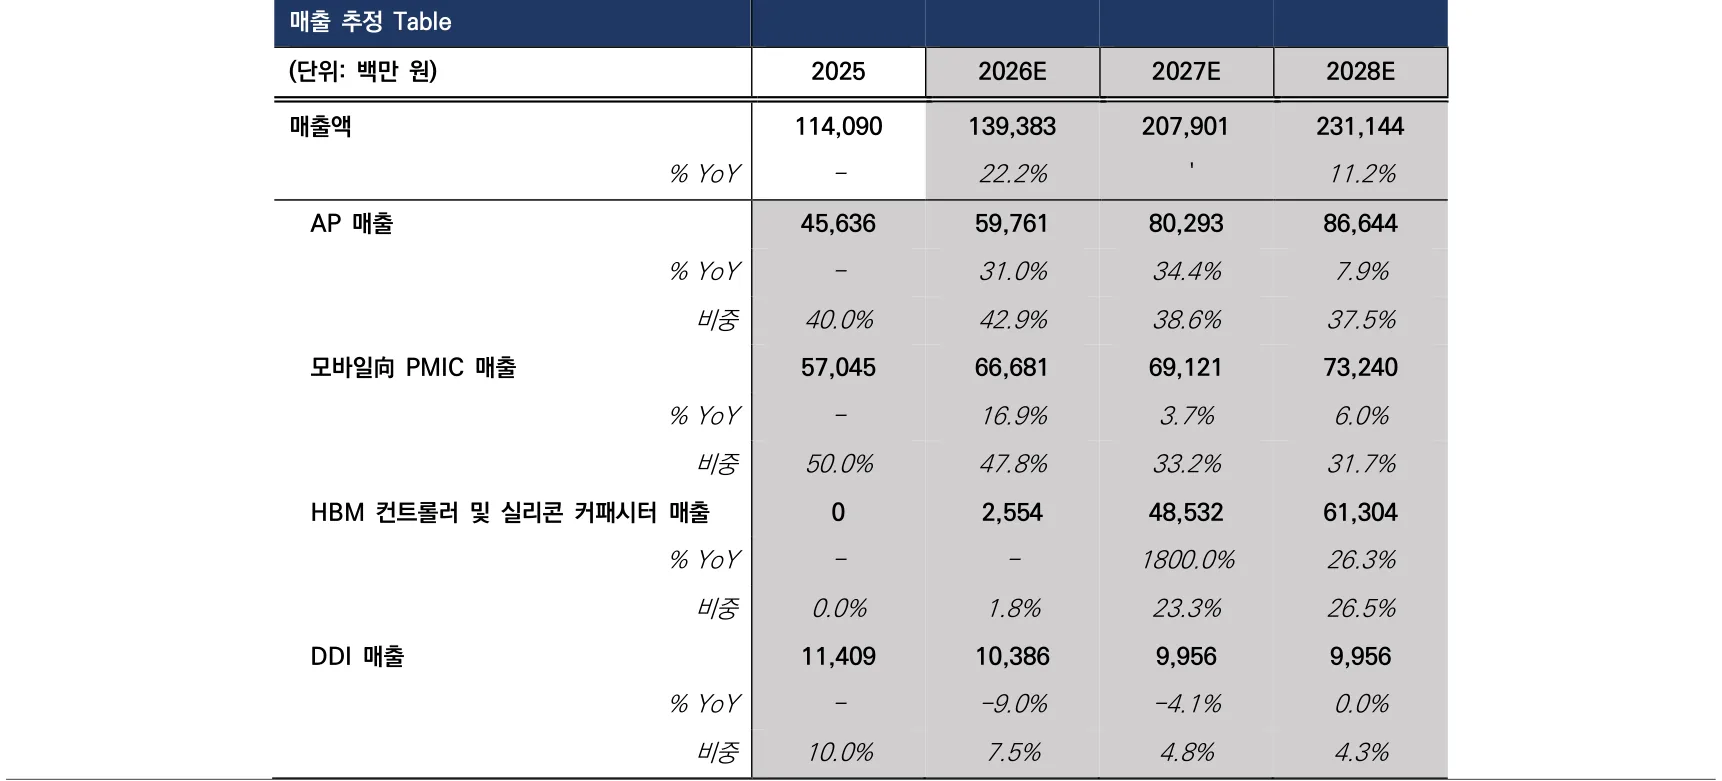 매출 추정 Table
(단위: 백만 원) 2025 2026E 2027E 2028E
매출액 114,090 139,383 207,901 231,144
% YoY - 22.2% ' 11.2%
AP 매출 45,636 59,761 80,293 86,644
% YoY - 31.0% 34.4% 7.9%
비중 40.0% 42.9% 38.6% 37.5%
모바일向 PMIC 매출 57,045 66,681 69,121 73,240
% YoY - 16.9% 3.7% 6.0%
비중 50.0% 47.8% 33.2% 31.7%
HBM 컨트롤러 및 실리콘 커패시터 매출 0 2,554 48,532 61,304
% YoY - - 1800.0% 26.3%
비중 0.0% 1.8% 23.3% 26.5%
DDI 매출 11,409 10,386 9,956 9,956
% YoY - -9.0% -4.1% 0.0%
비중 10.0% 7.5% 4.8% 4.3%